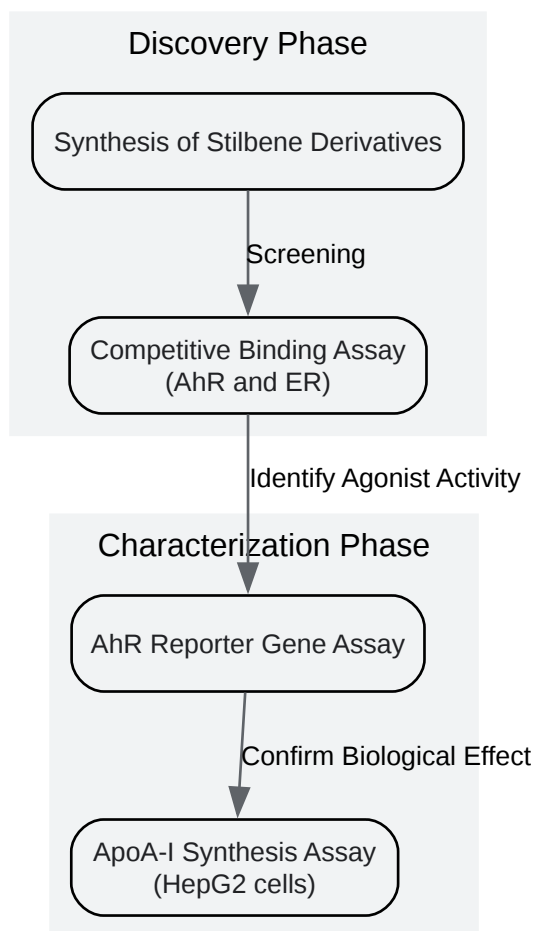 Discovery Phase
Synthesis of Stilbene Derivatives
Screening
Competitive Binding Assay
(AhR and ER)
Identify Agonist Activity
Characterization Phase
AhR Reporter Gene Assay
Confirm Biological Effect
ApoA-I Synthesis Assay
(HepG2 cells)